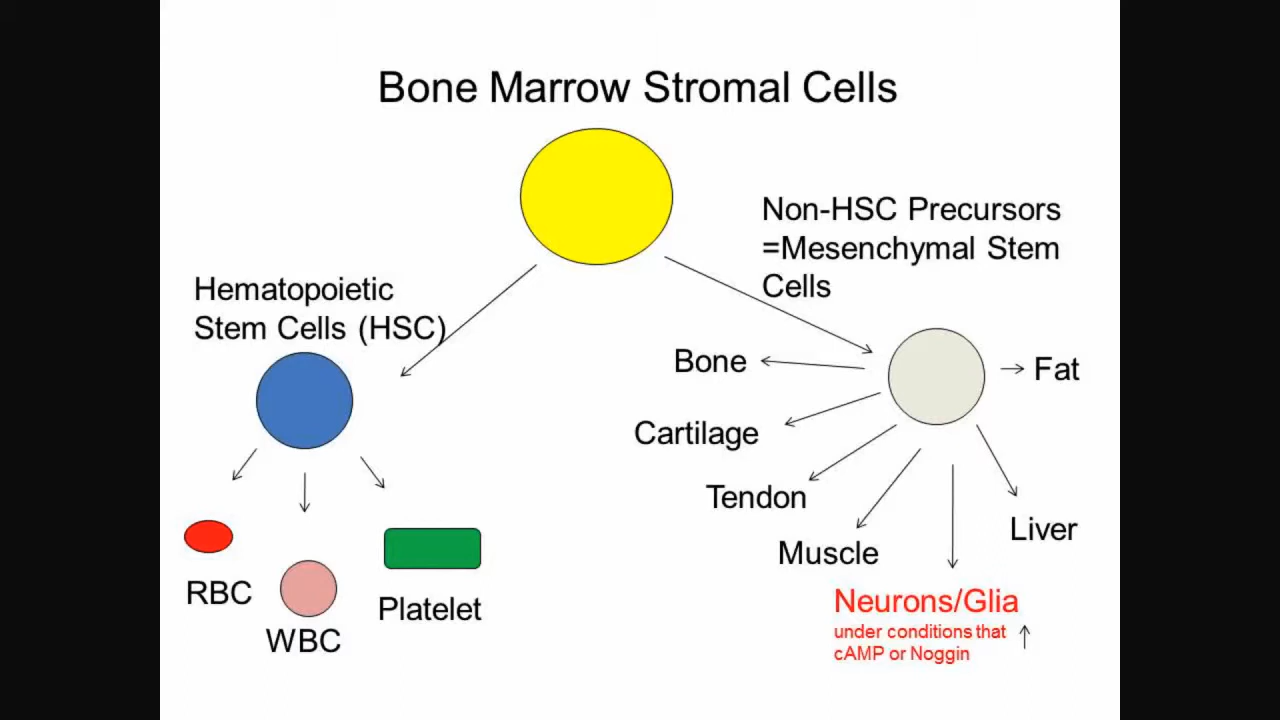 Bone Marrow Stromal Cells
Non-HSC Precursors
=Mesenchymal Stem
Cells
Hematopoietic
Stem Cells (HSC)
Bone
Fat
Cartilage
Tendon
Liver
Muscle
RBC
WBC
Platelet
Neurons/Glia
under conditions that ↑
cAMP or Noggin